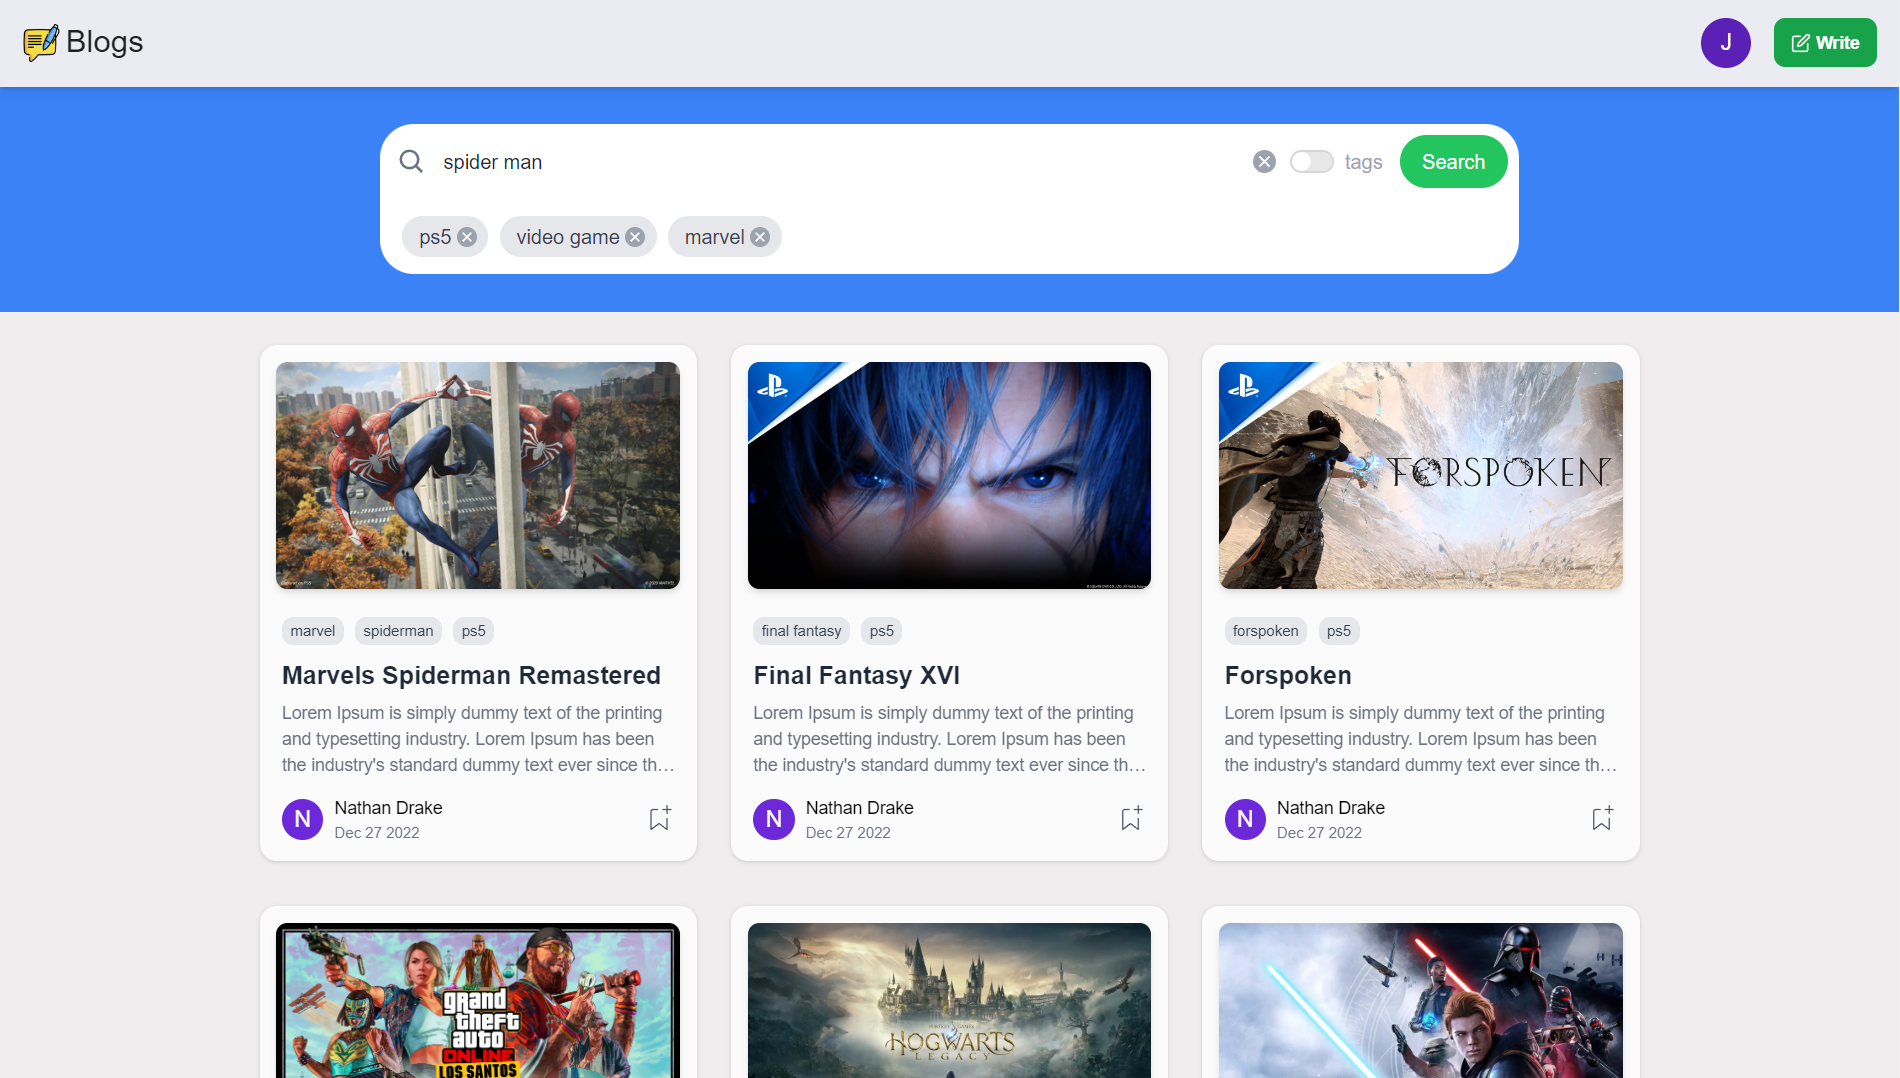 Blogs
J
Write
spider man
tags
Search
ps5
video game
marvel
FORSPOKEN
marvel
spiderman
ps5
Marvels Spiderman Remastered
Lorem Ipsum is simply dummy text of the printing
and typesetting industry. Lorem Ipsum has been
the industry's standard dummy text ever since th…
N
Nathan Drake
Dec 27 2022
final fantasy
ps5
Final Fantasy XVI
Lorem Ipsum is simply dummy text of the printing
and typesetting industry. Lorem Ipsum has been
the industry's standard dummy text ever since th…
N
Nathan Drake
Dec 27 2022
forspoken
ps5
Forspoken
Lorem Ipsum is simply dummy text of the printing
and typesetting industry. Lorem Ipsum has been
the industry's standard dummy text ever since th…
N
Nathan Drake
Dec 27 2022
grand
theft
auto
ONLINE
LOS SANTOS
HOGWARTS
LEGACY